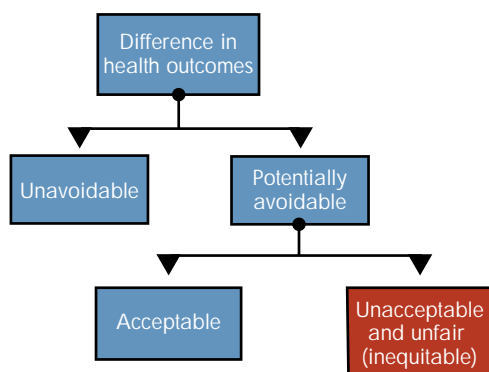 Difference in
health outcomes
Unavoidable
Potentially
avoidable
Acceptable
Unacceptable
and unfair
(inequitable)